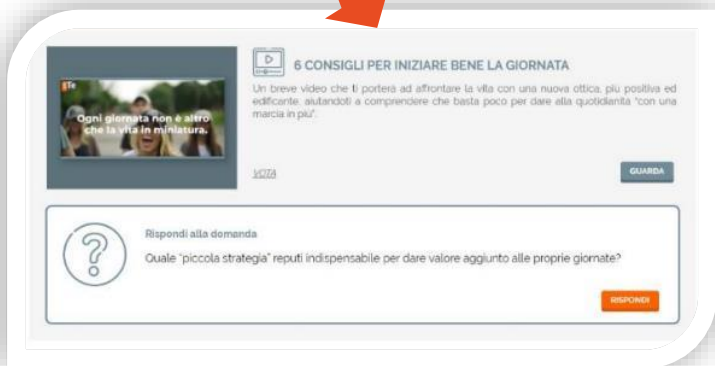 6 CONSIGLI PER INIZIARE BENE LA GIORNATA
Te
Ogni giornata non è altro
che la vita in miniatura.
Un breve video che ti porterà ad affrontare la vita con una nuova ottica, più positiva ed
edificante, aiutandoti a comprendere che basta poco per dare alla quotidianità "con una
marcia in più".
VOTA
GUARDA
Rispondi alla domanda
Quale "piccola strategia" reputi indispensabile per dare valore aggiunto alle proprie giornate?
RISPONDI